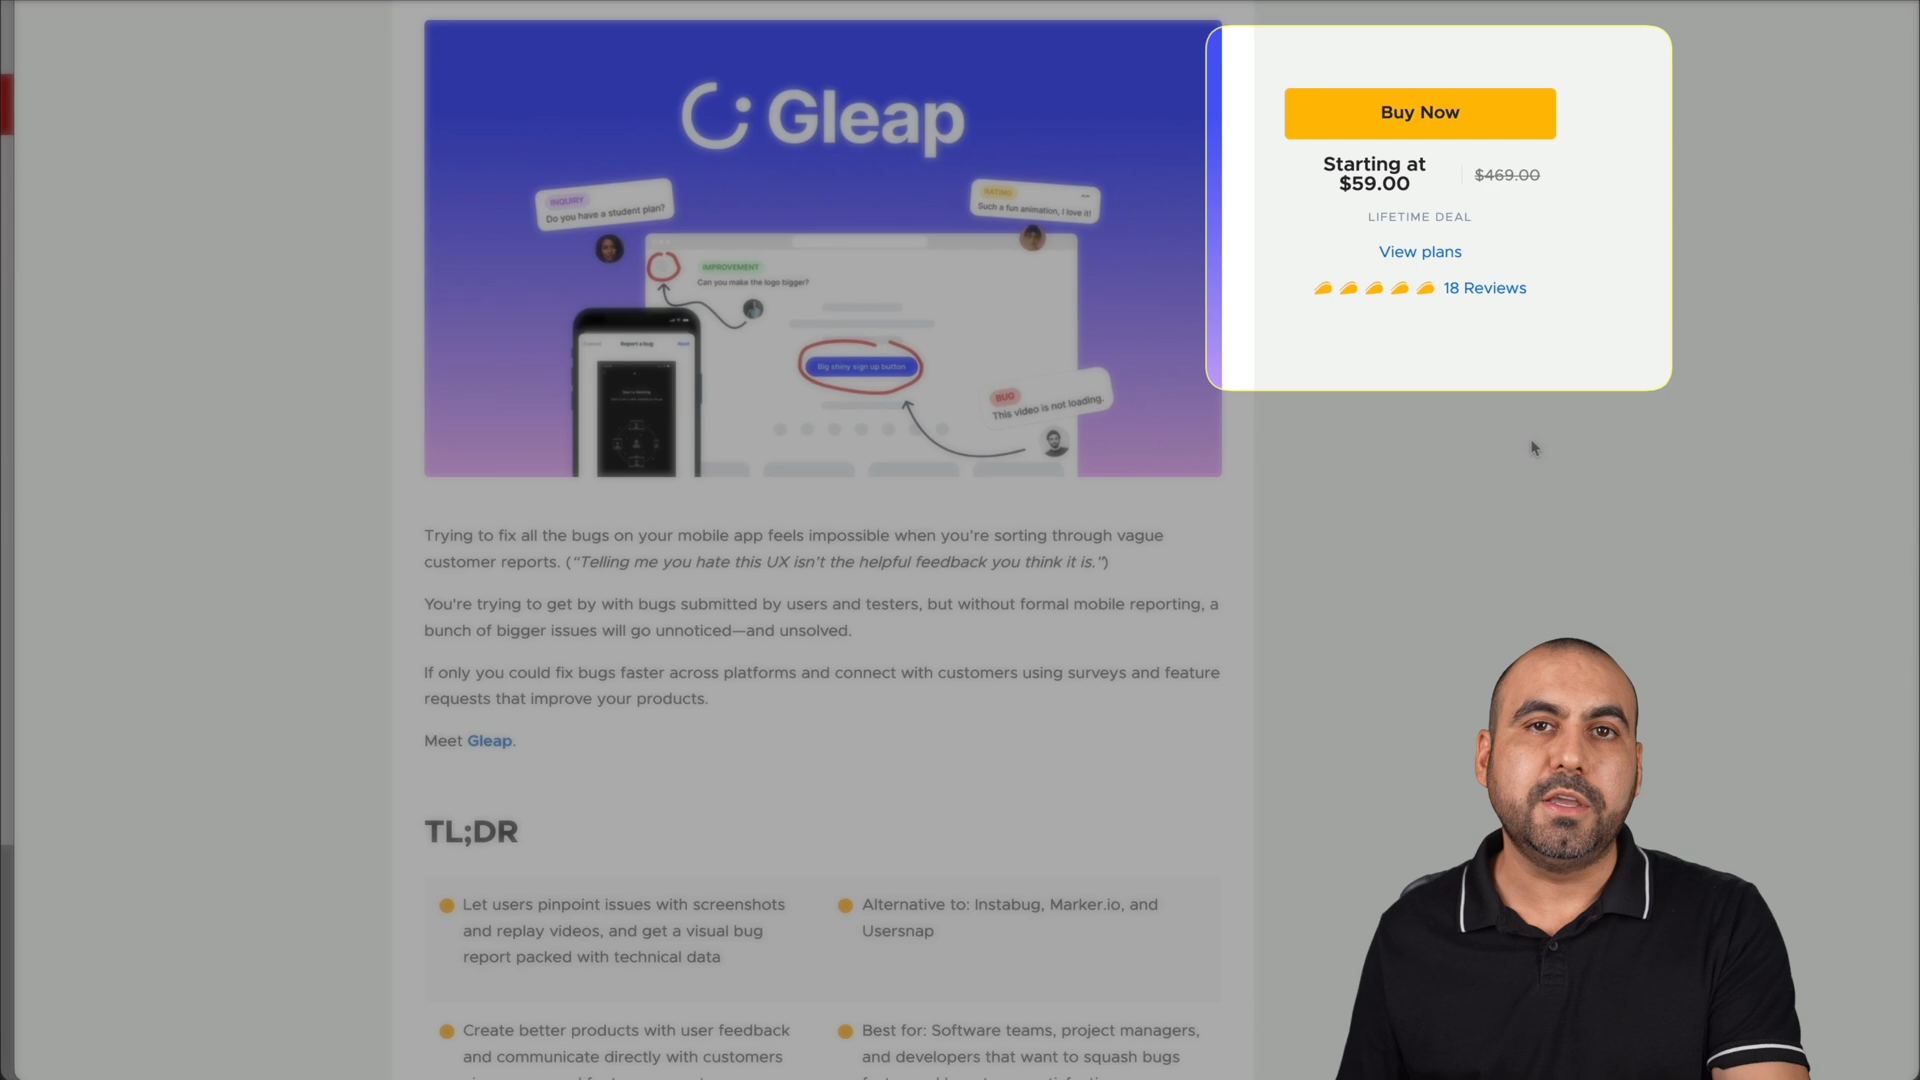 Gleap
INQUIRY
Do you have a student plan?
RATING
Such a fun animation, I love it!
IMPROVEMENT
Can you make the logo bigger?
Report a bug
Next
Big shiny sign up button
BUG
This video is not loading.
Buy Now
Starting at
$59.00
$469.00
LIFETIME DEAL
View plans
18 Reviews
Trying to fix all the bugs on your mobile app feels impossible when you're sorting through vague
customer reports. (“Telling me you hate this UX isn't the helpful feedback you think it is.”)
You're trying to get by with bugs submitted by users and testers, but without formal mobile reporting, a
bunch of bigger issues will go unnoticed—and unsolved.
If only you could fix bugs faster across platforms and connect with customers using surveys and feature
requests that improve your products.
Meet Gleap.
TL;DR
Let users pinpoint issues with screenshots
and replay videos, and get a visual bug
report packed with technical data
Alternative to: Instabug, Marker.io, and
Usersnap
Create better products with user feedback
and communicate directly with customers
Best for: Software teams, project managers,
and developers that want to squash bugs